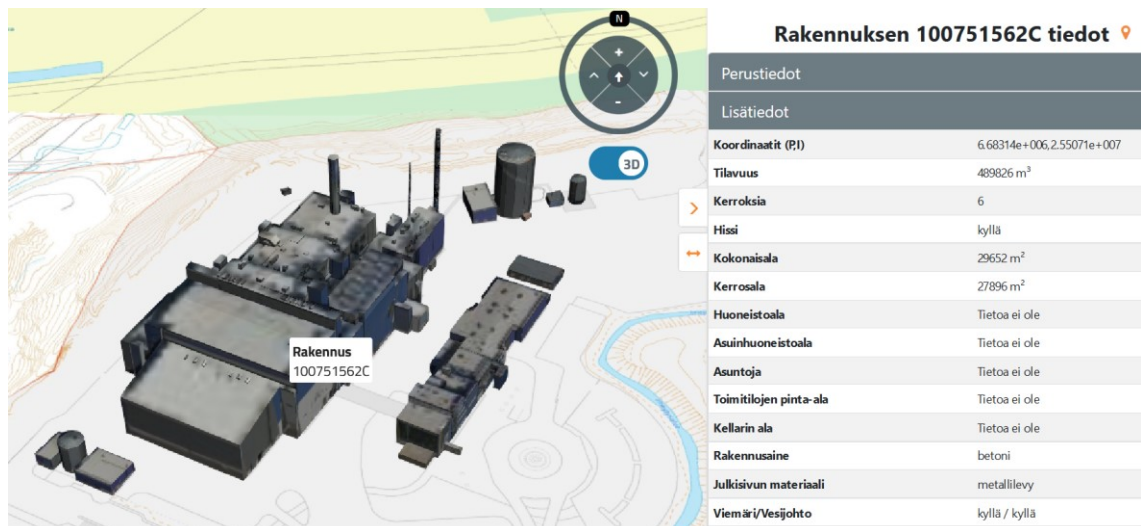 N
3D
Rakennus
100751562C
Rakennuksen 100751562C tiedot
Perustiedot
Lisätiedot
Koordinaatit (P,I) 6.68314e+006,2.55071e+007
Tilavuus 489826 m³
Kerroksia 6
Hissi kyllä
Kokonaisala 29652 m²
Kerrosala 27896 m²
Huoneistoala Tietoa ei ole
Asuinhuoneistoala Tietoa ei ole
Asuntoja Tietoa ei ole
Toimitilojen pinta-ala Tietoa ei ole
Kellarin ala Tietoa ei ole
Rakennusaine betoni
Julkisivun materiaali metallilevy
Viemäri/Vesijohto kyllä / kyllä